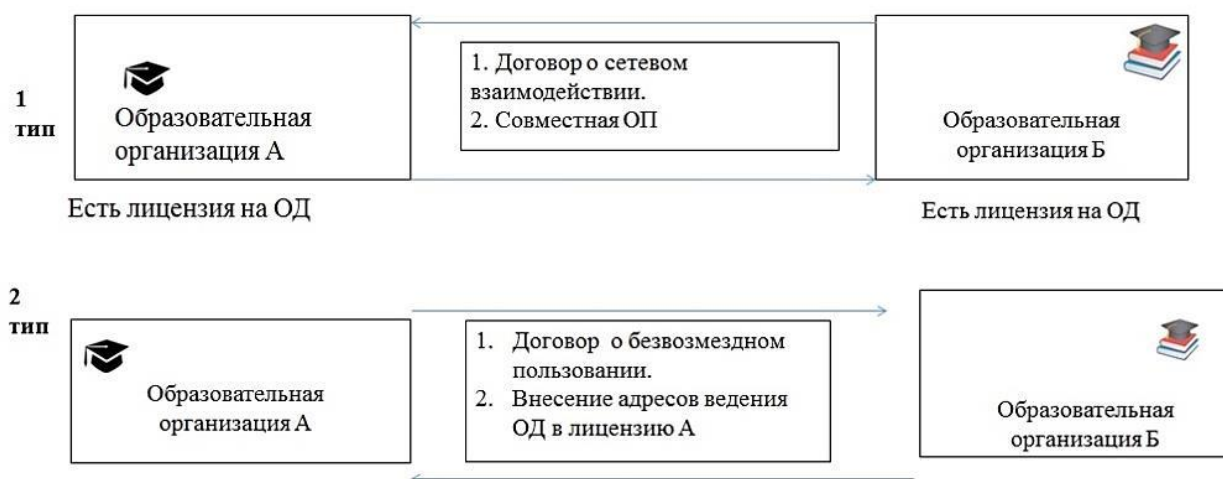 1
тип
Образовательная
организация А
1. Договор о сетевом
взаимодействии.
2. Совместная ОП
Образовательная
организация Б
Есть лицензия на ОД
Есть лицензия на ОД
2
тип
Образовательная
организация А
1. Договор о безвозмездном
пользовании.
2. Внесение адресов ведения
ОД в лицензию А
Образовательная
организация Б